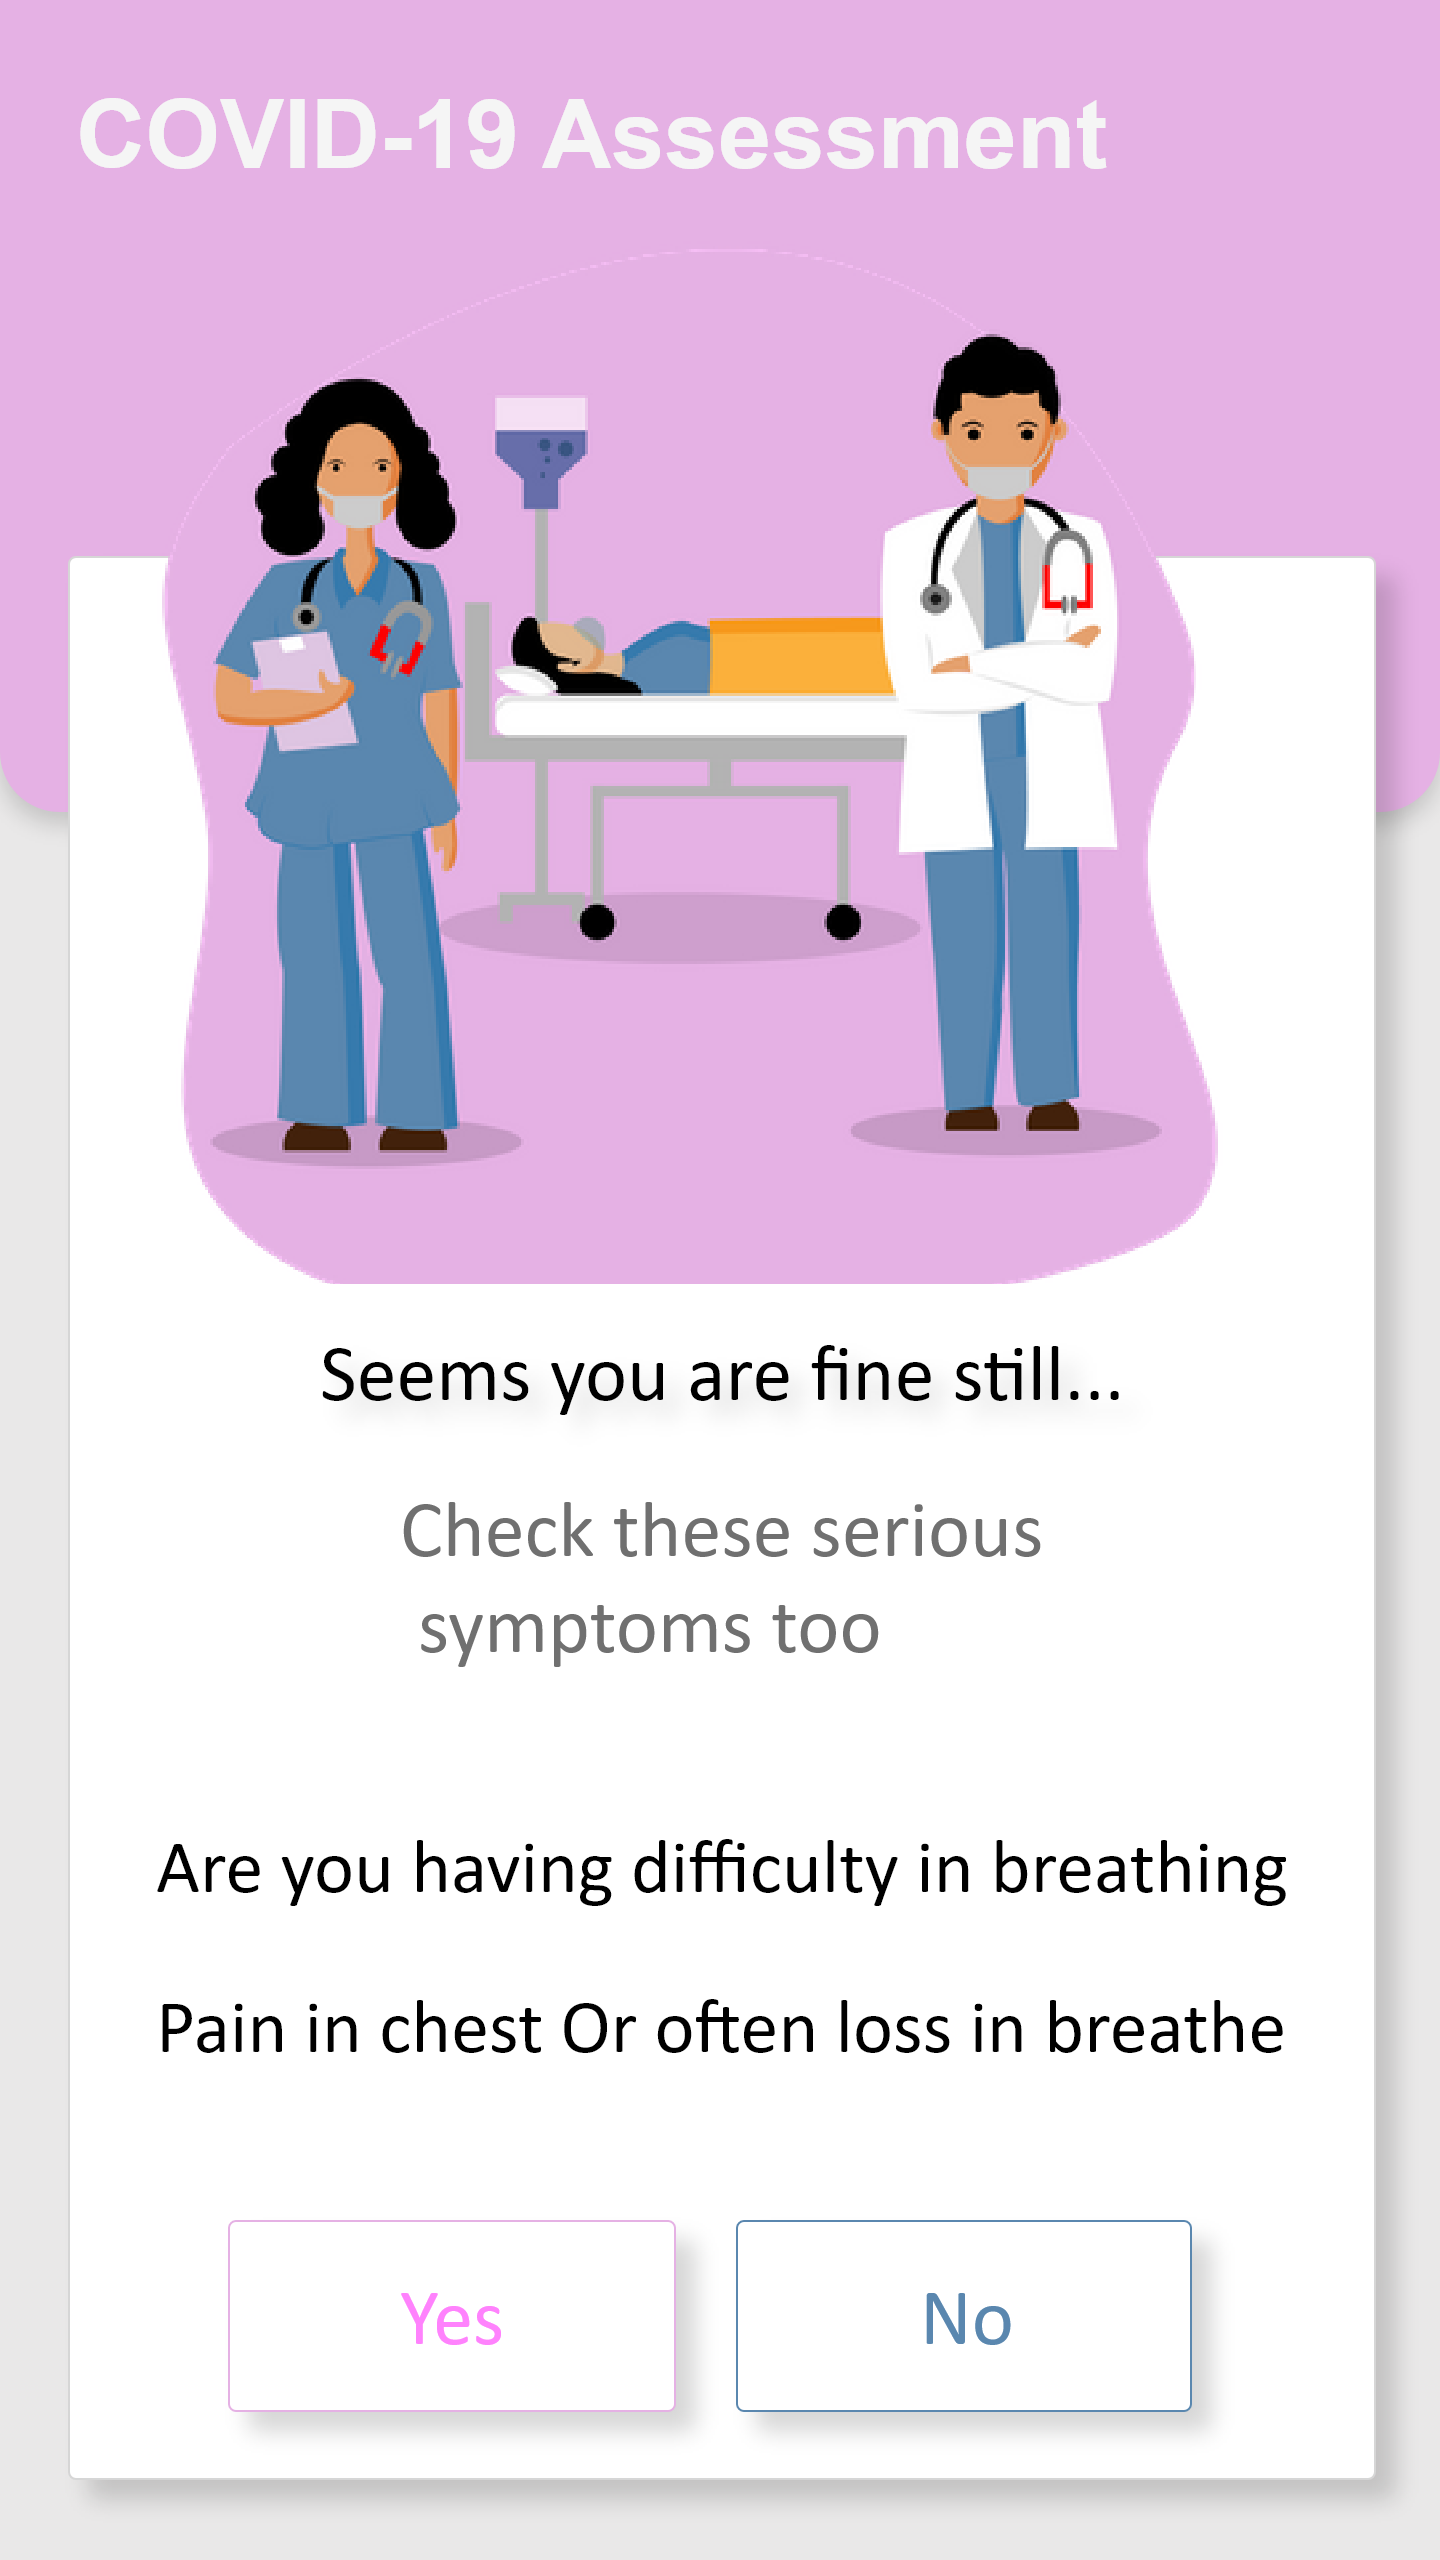 COVID-19 Assessment
Seems you are fine still...
Check these serious
symptoms too
Are you having difficulty in breathing
Pain in chest Or often loss in breathe
Yes
No